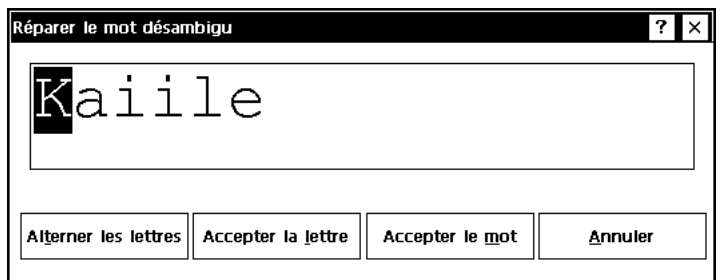 Réparer le mot désambigu ? ×
Kaiile
Alterner les lettres Accepter la lettre Accepter le mot Annuler